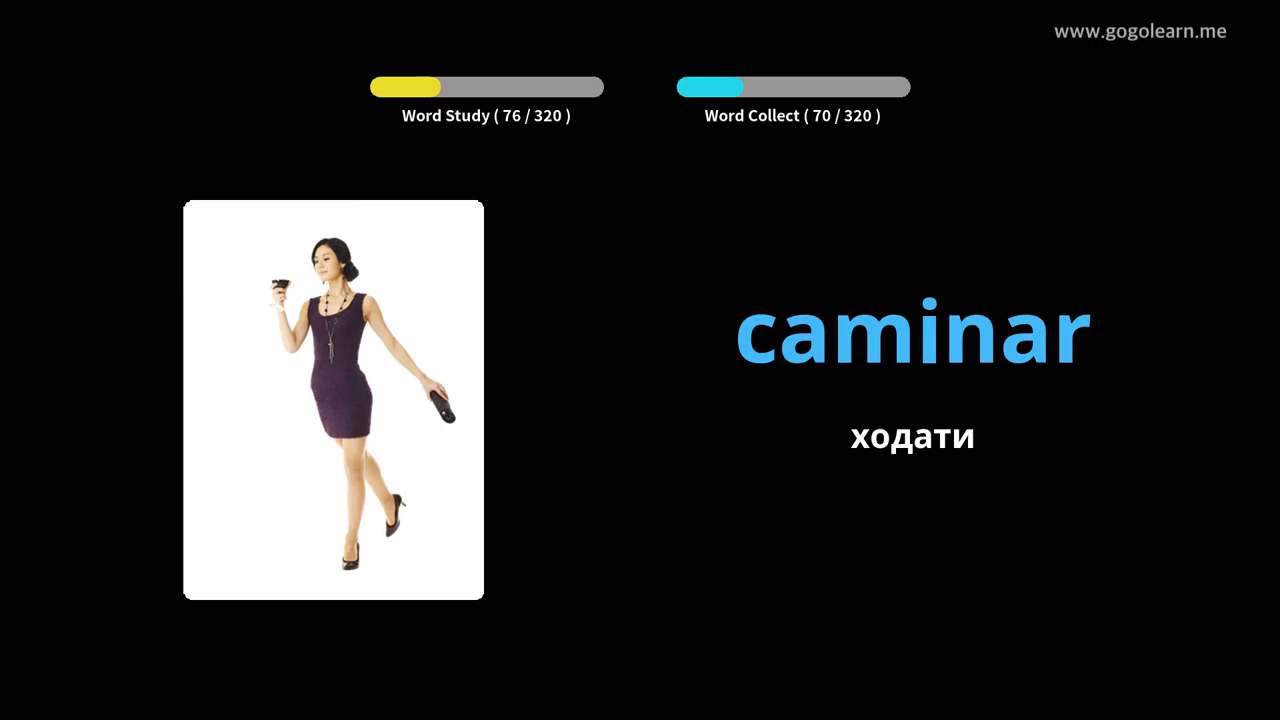 www.gogolearn.me
Word Study ( 76 / 320 )
Word Collect ( 70 / 320 )
caminar
ходати